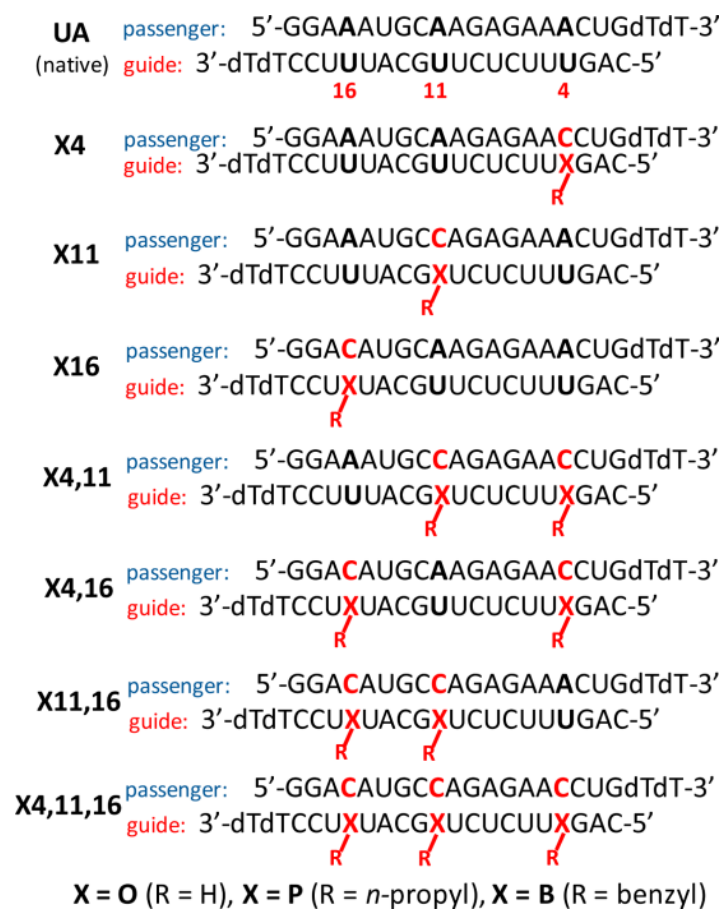 UA passenger: 5’-GGAAAUGCAAGAGAAACUGdTdT-3’
(native) guide: 3’-dTdTCCUUUACGUUCUCUUUGAC-5’
16 11 4
X4 passenger: 5’-GGAAAUGCAAGAGAACCUGdTdT-3’
guide: 3’-dTdTCCUUUACGUUCUCUUXGAC-5’
R
X11 passenger: 5’-GGAAAUGCCAGAGAAACUGdTdT-3’
guide: 3’-dTdTCCUUUACGXUCUCUUUGAC-5’
R
X16 passenger: 5’-GGACAUGCAAGAGAAACUGdTdT-3’
guide: 3’-dTdTCCUXUACGUUCUCUUUGAC-5’
R
X4,11 passenger: 5’-GGAAAUGCCAGAGAACCUGdTdT-3’
guide: 3’-dTdTCCUUUACGXUCUCUUXGAC-5’
R R
X4,16 passenger: 5’-GGACAUGCAAGAGAACCUGdTdT-3’
guide: 3’-dTdTCCUXUACGUUCUCUUXGAC-5’
R R
X11,16 passenger: 5’-GGACAUGCCAGAGAAACUGdTdT-3’
guide: 3’-dTdTCCUXUACGXUCUCUUUGAC-5’
R R
X4,11,16 passenger: 5’-GGACAUGCCAGAGAACCUGdTdT-3’
guide: 3’-dTdTCCUXUACGXUCUCUUXGAC-5’
R R R
X = O (R = H), X = P (R = n-propyl), X = B (R = benzyl)